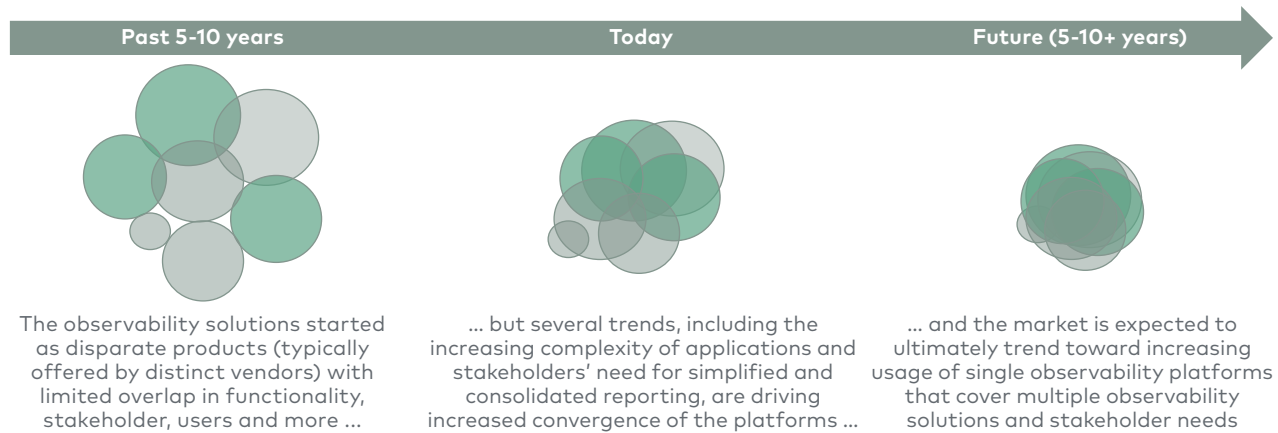 Past 5-10 years
Today
Future (5-10+ years)
The observability solutions started
as disparate products (typically
offered by distinct vendors) with
limited overlap in functionality,
stakeholder, users and more ...
... but several trends, including the
increasing complexity of applications and
stakeholders’ need for simplified and
consolidated reporting, are driving
increased convergence of the platforms ...
... and the market is expected to
ultimately trend toward increasing
usage of single observability platforms
that cover multiple observability
solutions and stakeholder needs